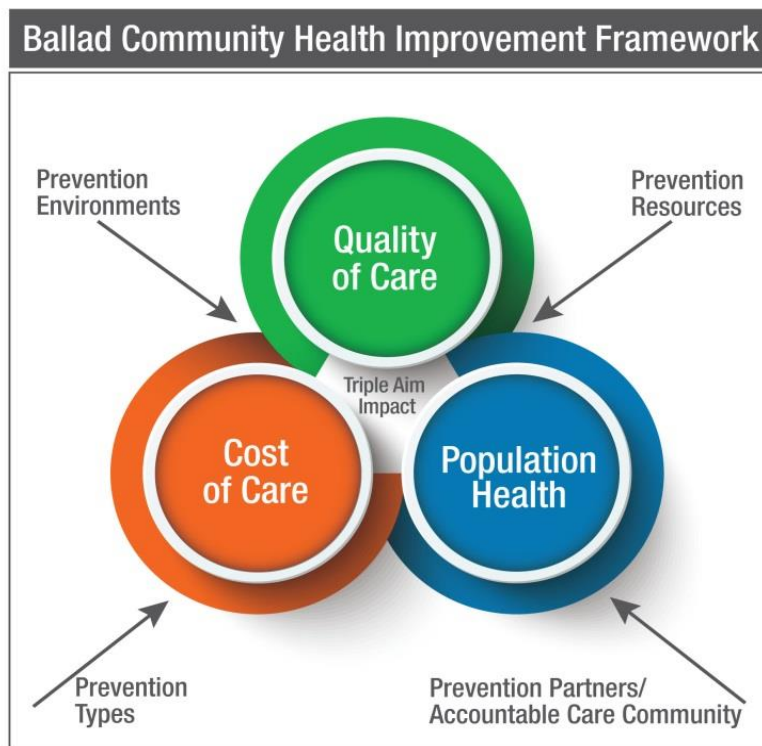 Ballad Community Health Improvement Framework
Prevention
Environments
Prevention
Resources
Quality
of Care
Triple Aim
Impact
Cost
of Care
Population
Health
Prevention
Types
Prevention Partners/
Accountable Care Community